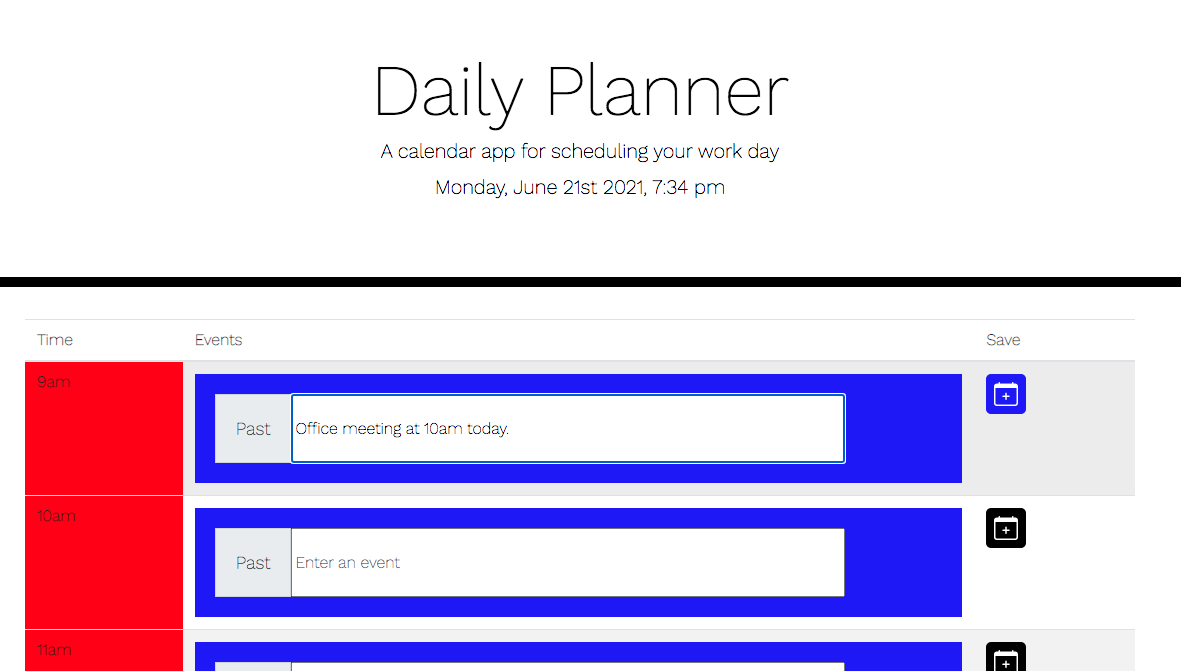 Daily Planner
A calendar app for scheduling your work day
Monday, June 21st 2021, 7:34 pm
Time Events Save
9am
Past Office meeting at 10am today.
10am
Past Enter an event
11am